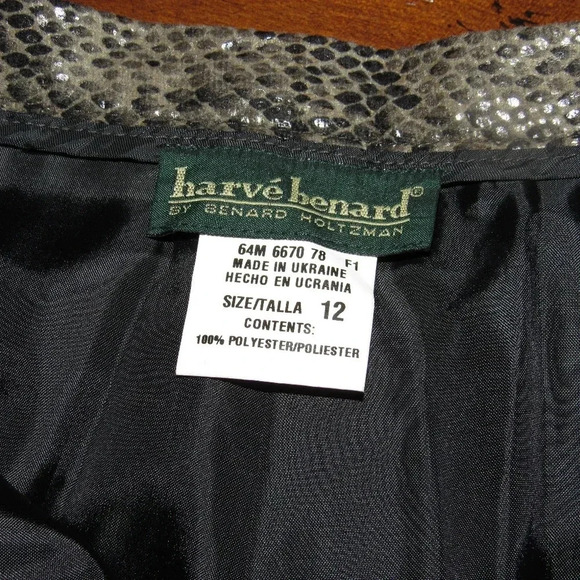 harvé benard®
BY BENARD HOLTZMAN
64M 6670 78 F1
MADE IN UKRAINE
HECHO EN UCRANIA
SIZE/TALLA 12
CONTENTS:
100% POLYESTER/POLIESTER